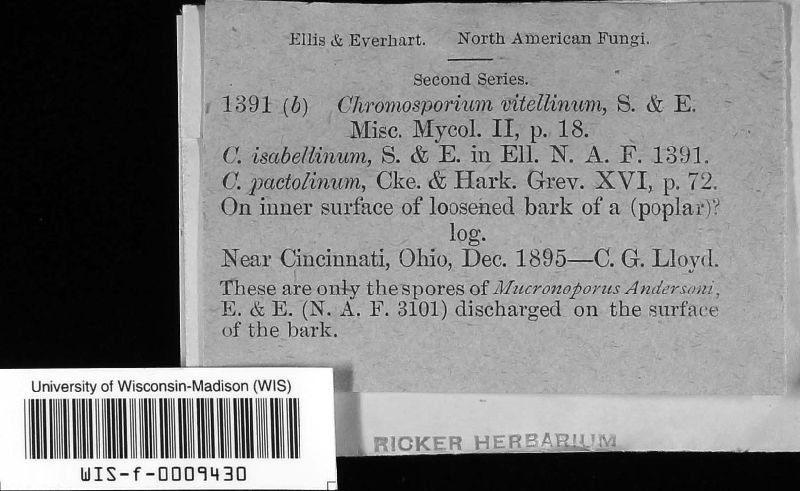 Ellis & Everhart. North American Fungi.
Second Series.
1391 (b) Chromosporium vitellinum, S. & E.
Misc. Mycol. II, p. 18.
C. isabellinum, S. & E. in Ell. N. A. F. 1391.
C. pactolinum, Cke. & Hark. Grev. XVI, p. 72.
On inner surface of loosened bark of a (poplar)?
log.
Near Cincinnati, Ohio, Dec. 1895—C. G. Lloyd.
These are only the spores of Mucronoporus Andersoni,
E. & E. (N. A. F. 3101) discharged on the surface
of the bark.
University of Wisconsin-Madison (WIS)
WIS-f-0009430
RICKER HERBARIUM